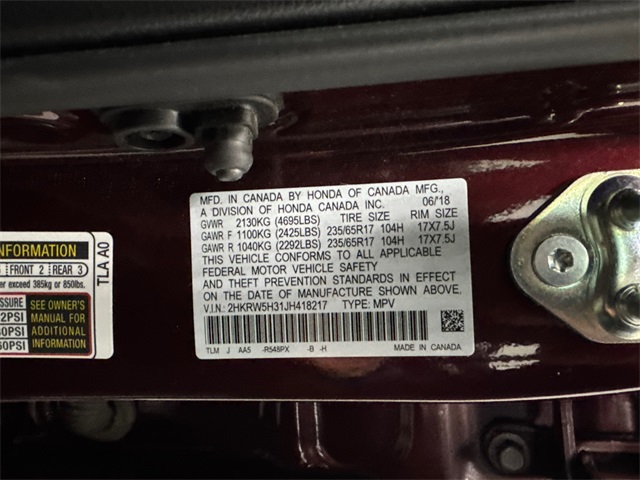 MFD. IN CANADA BY HONDA OF CANADA MFG.,
A DIVISION OF HONDA CANADA INC. 06/18
GVWR 2130KG (4695LBS) TIRE SIZE RIM SIZE
GAWR F 1100KG (2425LBS) 235/65R17 104H 17X7.5J
GAWR R 1040KG (2292LBS) 235/65R17 104H 17X7.5J
THIS VEHICLE CONFORMS TO ALL APPLICABLE
FEDERAL MOTOR VEHICLE SAFETY
AND THEFT PREVENTION STANDARDS IN EFFECT
ON THE DATE OF MANUFACTURE SHOWN ABOVE.
V.I.N.: 2HKRW5H31JH418217 TYPE: MPV
TLM J AA5 -R548PX -B -H MADE IN CANADA
INFORMATION
FRONT 2 REAR 3
exceed 385kg or 850lbs.
SEE OWNER'S
MANUAL FOR
ADDITIONAL
INFORMATION
TLA A0